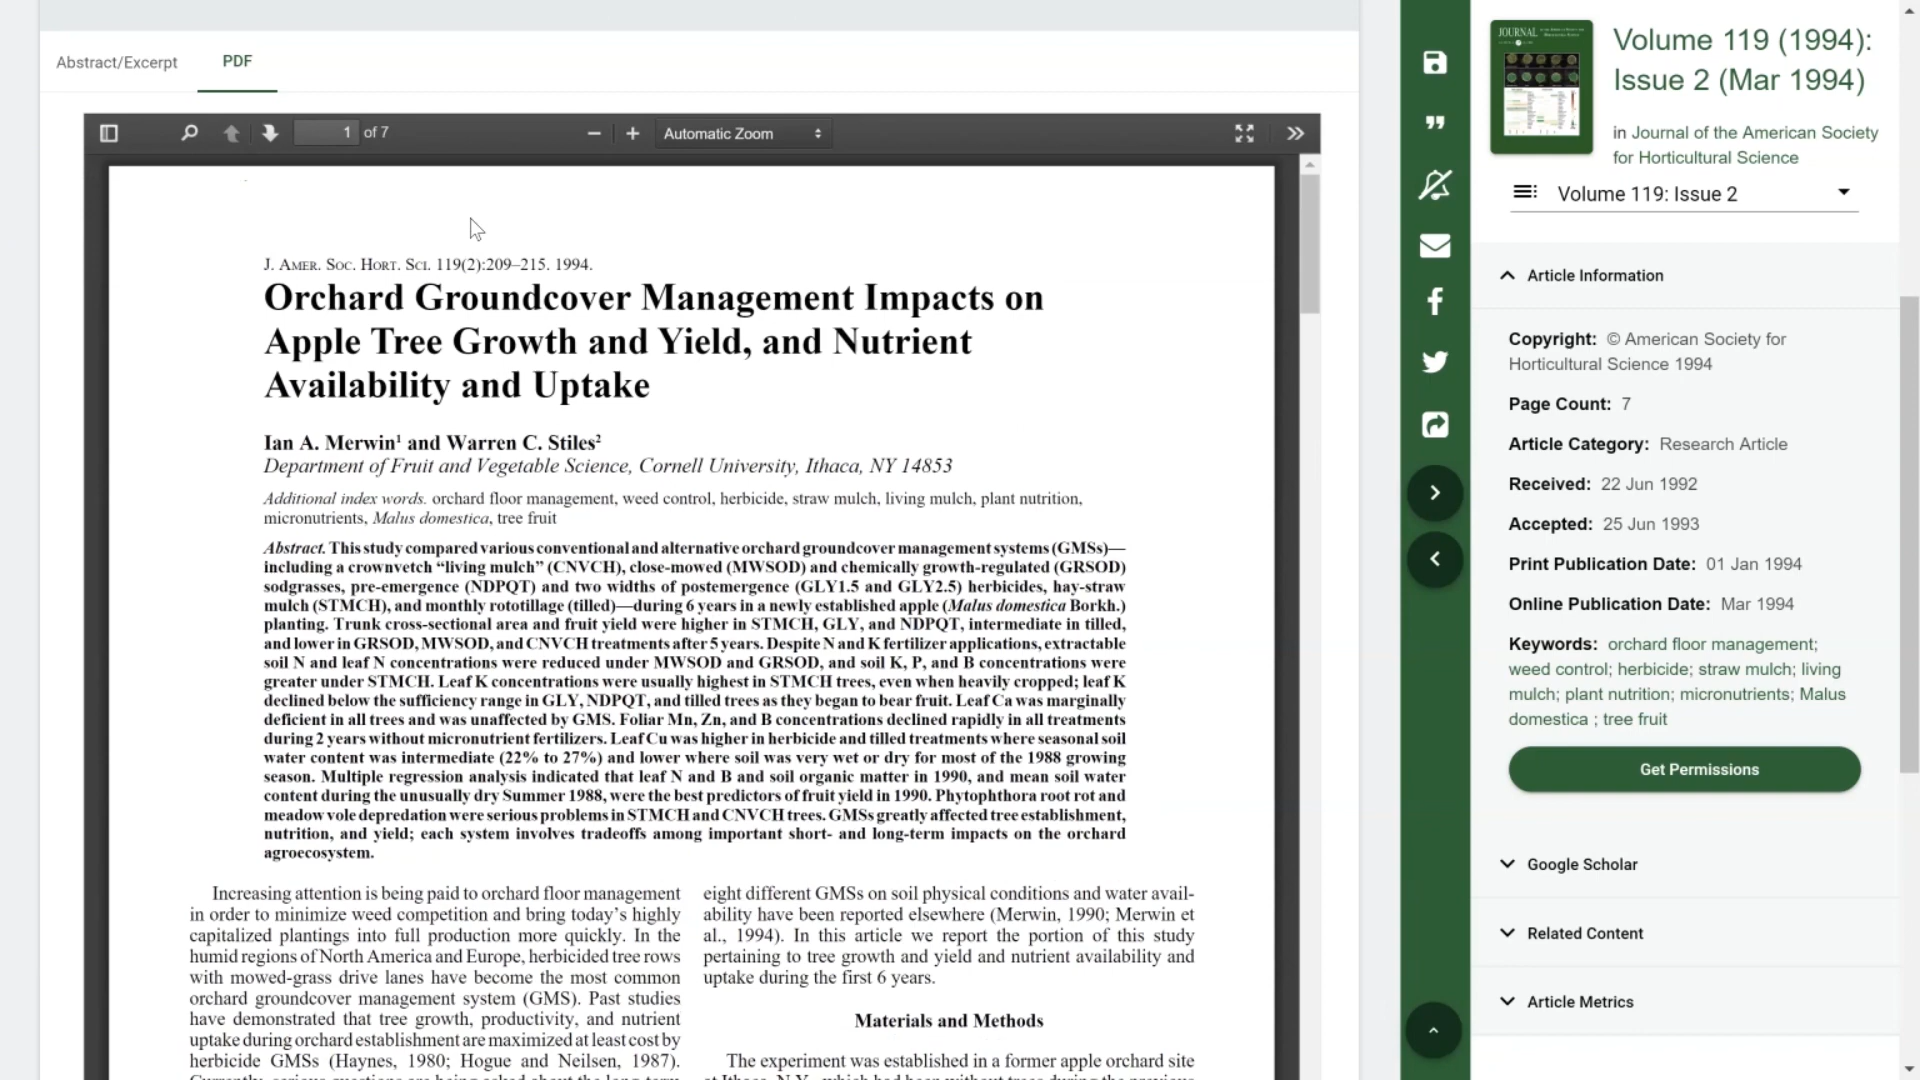 Abstract/Excerpt
PDF
1 of 7
Automatic Zoom
J. AMER. SOC. HORT. SCI. 119(2):209–215. 1994.
Orchard Groundcover Management Impacts on
Apple Tree Growth and Yield, and Nutrient
Availability and Uptake
Ian A. Merwin¹ and Warren C. Stiles²
Department of Fruit and Vegetable Science, Cornell University, Ithaca, NY 14853
Additional index words. orchard floor management, weed control, herbicide, straw mulch, living mulch, plant nutrition,
micronutrients, Malus domestica, tree fruit
Abstract. This study compared various conventional and alternative orchard groundcover management systems (GMSs)—
including a crownvetch “living mulch” (CNVCH), close-mowed (MWSOD) and chemically growth-regulated (GRSOD)
sodgrasses, pre-emergence (NDPQT) and two widths of postemergence (GLY1.5 and GLY2.5) herbicides, hay-straw
mulch (STMCH), and monthly rototillage (tilled)—during 6 years in a newly established apple (Malus domestica Borkh.)
planting. Trunk cross-sectional area and fruit yield were higher in STMCH, GLY, and NDPQT, intermediate in tilled,
and lower in GRSOD, MWSOD, and CNVCH treatments after 5 years. Despite N and K fertilizer applications, extractable
soil N and leaf N concentrations were reduced under MWSOD and GRSOD, and soil K, P, and B concentrations were
greater under STMCH. Leaf K concentrations were usually highest in STMCH trees, even when heavily cropped; leaf K
declined below the sufficiency range in GLY, NDPQT, and tilled trees as they began to bear fruit. Leaf Ca was marginally
deficient in all trees and was unaffected by GMS. Foliar Mn, Zn, and B concentrations declined rapidly in all treatments
during 2 years without micronutrient fertilizers. Leaf Cu was higher in herbicide and tilled treatments where seasonal soil
water content was intermediate (22% to 27%) and lower where soil was very wet or dry for most of the 1988 growing
season. Multiple regression analysis indicated that leaf N and B and soil organic matter in 1990, and mean soil water
content during the unusually dry Summer 1988, were the best predictors of fruit yield in 1990. Phytophthora root rot and
meadow vole depredation were serious problems in STMCH and CNVCH trees. GMSs greatly affected tree establishment,
nutrition, and yield; each system involves tradeoffs among important short- and long-term impacts on the orchard
agroecosystem.
Increasing attention is being paid to orchard floor management
in order to minimize weed competition and bring today’s highly
capitalized plantings into full production more quickly. In the
humid regions of North America and Europe, herbicided tree rows
with mowed-grass drive lanes have become the most common
orchard groundcover management system (GMS). Past studies
have demonstrated that tree growth, productivity, and nutrient
uptake during orchard establishment are maximized at least cost by
herbicide GMSs (Haynes, 1980; Hogue and Neilsen, 1987).
eight different GMSs on soil physical conditions and water avail-
ability have been reported elsewhere (Merwin, 1990; Merwin et
al., 1994). In this article we report the portion of this study
pertaining to tree growth and yield and nutrient availability and
uptake during the first 6 years.
Materials and Methods
The experiment was established in a former apple orchard site
JOURNAL
Volume 119 (1994):
Issue 2 (Mar 1994)
in Journal of the American Society
for Horticultural Science
Volume 119: Issue 2
Article Information
Copyright: © American Society for
Horticultural Science 1994
Page Count: 7
Article Category: Research Article
Received: 22 Jun 1992
Accepted: 25 Jun 1993
Print Publication Date: 01 Jan 1994
Online Publication Date: Mar 1994
Keywords: orchard floor management;
weed control; herbicide; straw mulch; living
mulch; plant nutrition; micronutrients; Malus
domestica ; tree fruit
Get Permissions
Google Scholar
Related Content
Article Metrics